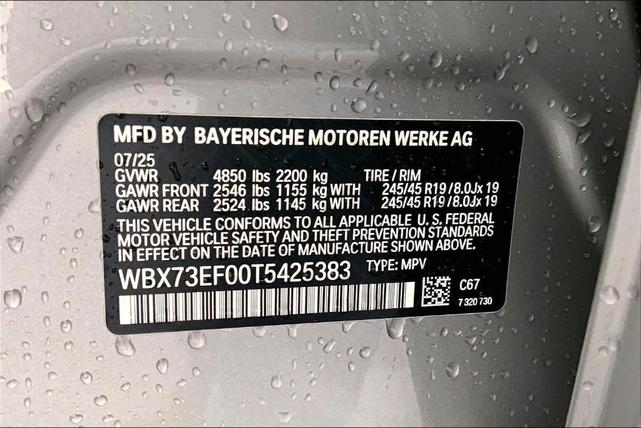 MFD BY BAYERISCHE MOTOREN WERKE AG
07/25
GVWR 4850 lbs 2200 kg TIRE / RIM
GAWR FRONT 2546 lbs 1155 kg WITH 245/45 R19 /8.0Jx 19
GAWR REAR 2524 lbs 1145 kg WITH 245/45 R19 /8.0Jx 19
THIS VEHICLE CONFORMS TO ALL APPLICABLE U. S. FEDERAL
MOTOR VEHICLE SAFETY AND THEFT PREVENTION STANDARDS
IN EFFECT ON THE DATE OF MANUFACTURE SHOWN ABOVE.
WBX73EF00T5425383 TYPE: MPV
C67
7 320 730